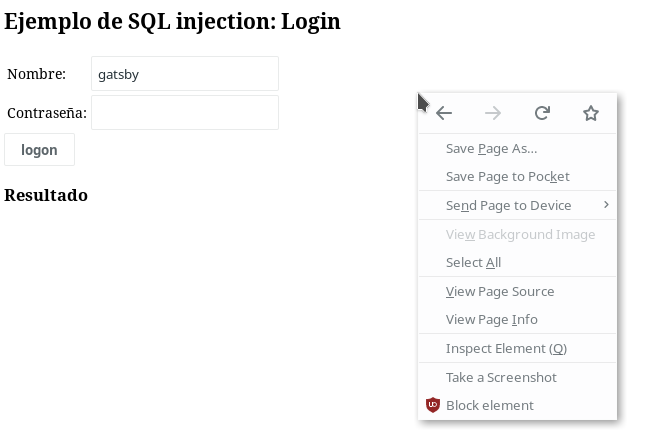 Ejemplo de SQL injection: Login
Nombre:
gatsby
Contraseña:
logon
Resultado
Save Page As...
Save Page to Pocket
Send Page to Device
View Background Image
Select All
View Page Source
View Page Info
Inspect Element (Q)
Take a Screenshot
Block element